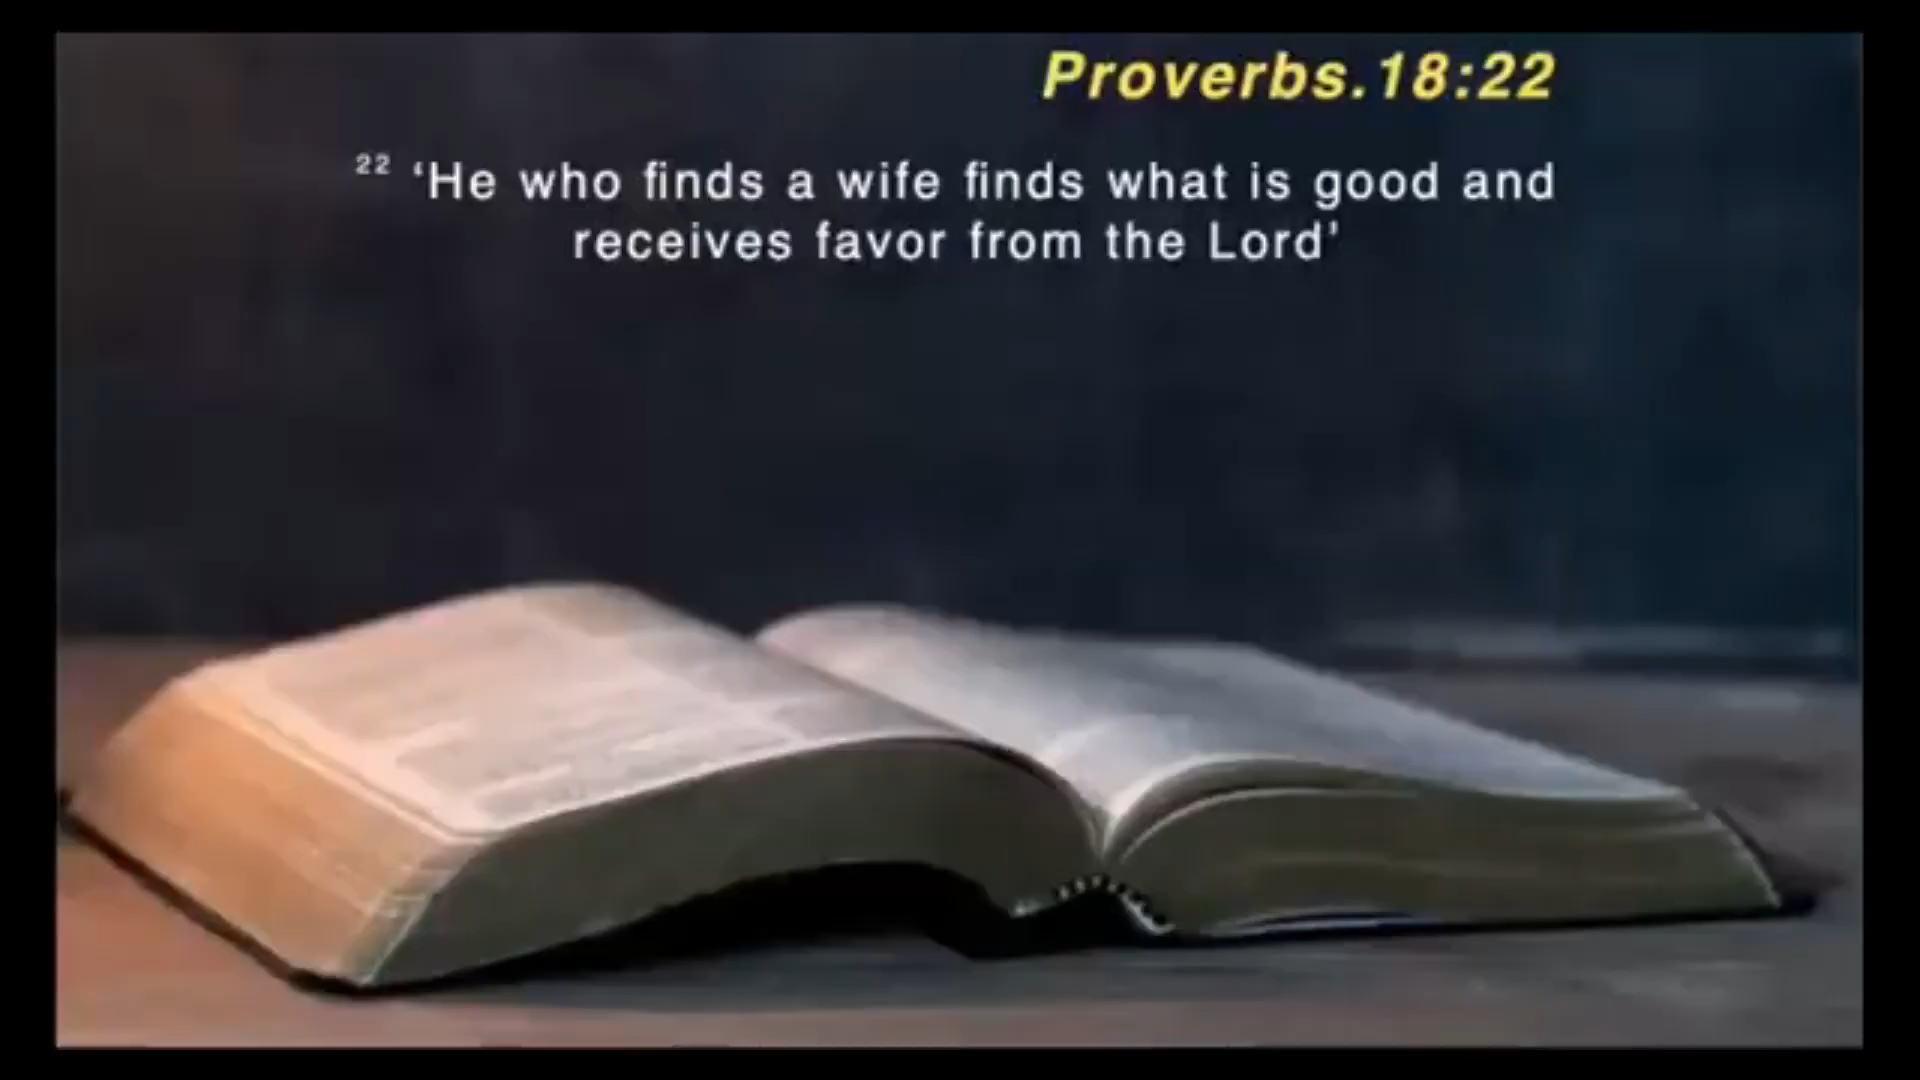 Proverbs.18:22
22 ‘He who finds a wife finds what is good and
receives favor from the Lord’